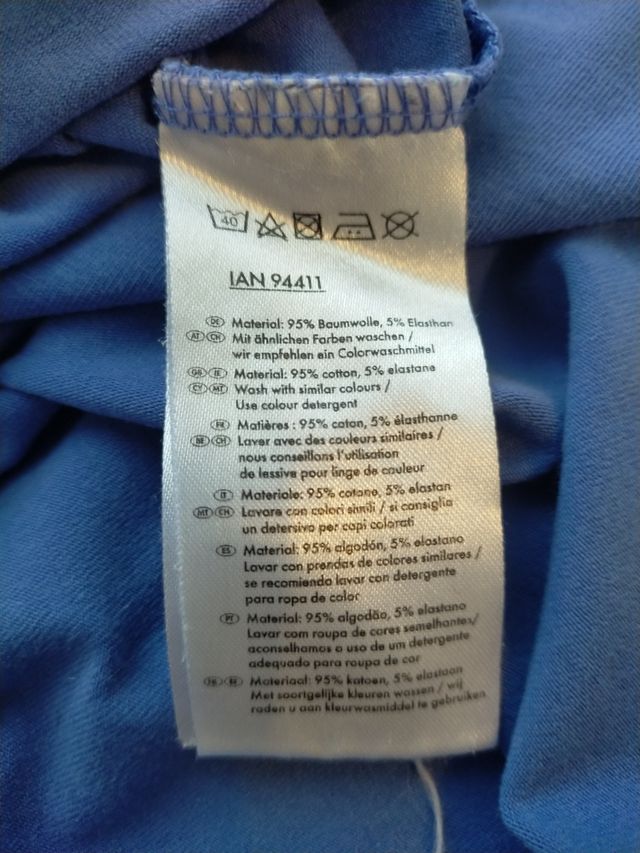 40
IAN 94411
DE Material: 95% Baumwolle, 5% Elasthan
AT CH Mit ähnlichen Farben waschen /
wir empfehlen ein Colorwaschmittel
GB IE Material: 95% cotton, 5% elastane
CY MT Wash with similar colours /
Use colour detergent
FR Matières : 95% coton, 5% élasthanne
BE CH Laver avec des couleurs similaires /
nous conseillons l'utilisation
de lessive pour linge de couleur
IT Materiale: 95% cotone, 5% elastan
MT CH Lavare con colori simili / si consiglia
un detersivo per capi colorati
ES Material: 95% algodón, 5% elastano
Lavar con prendas de colores similares /
se recomienda lavar con detergente
para ropa de color
PT Material: 95% algodão, 5% elastano
Lavar com roupa de cores semelhantes/
aconselhamos o uso de um detergente
adequado para roupa de cor
Materiaal: 95% katoen, 5% elastaan
Met soortgelijke kleuren wassen / wij
raden u aan kleurwasmiddel te gebruiken